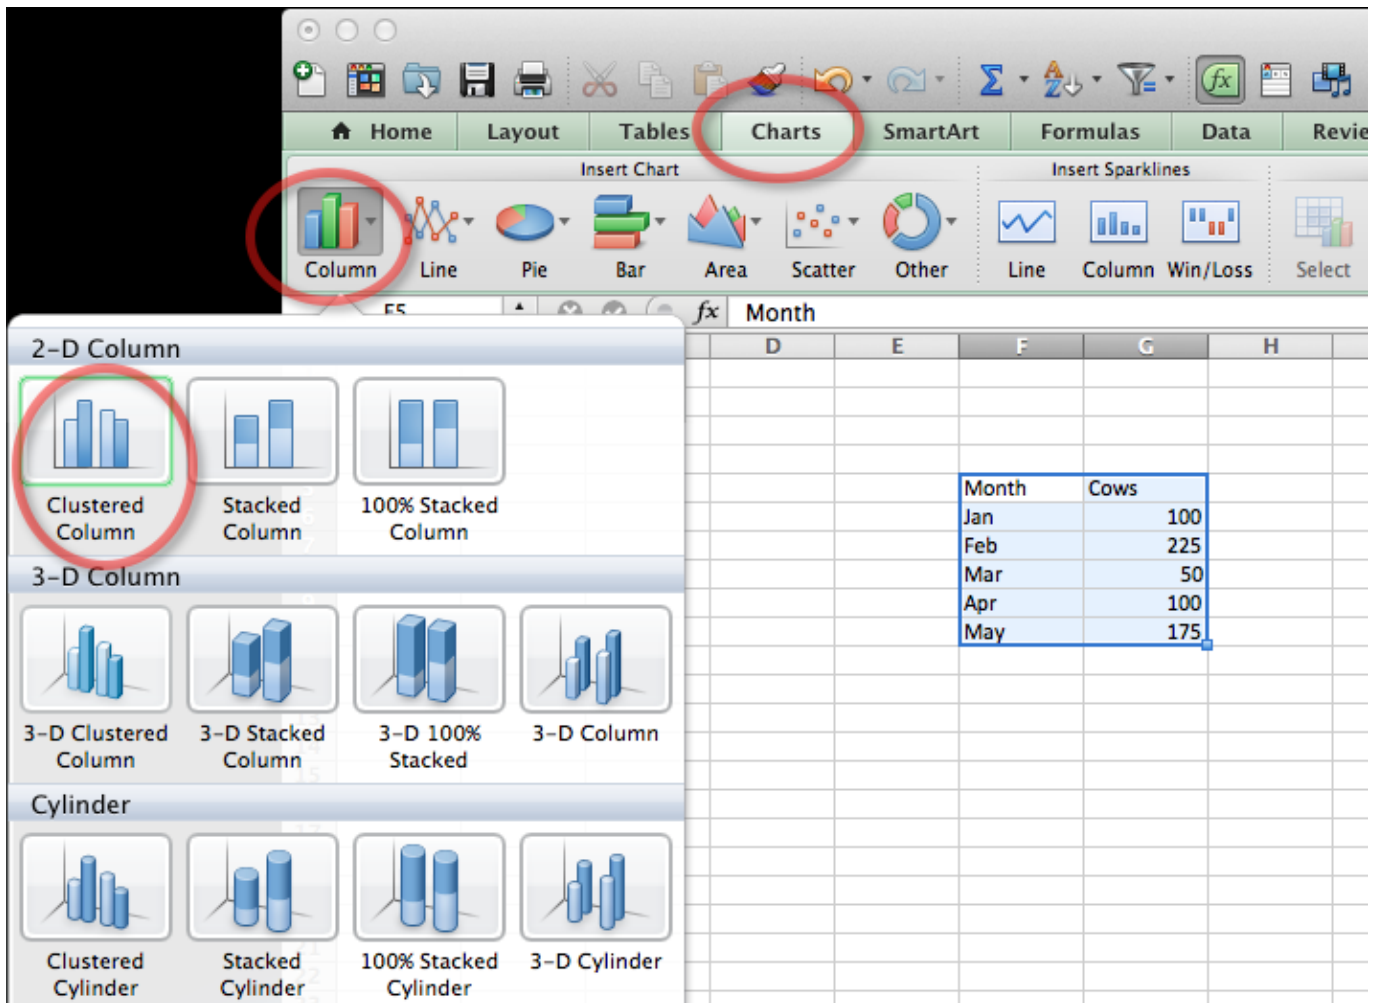 Home Layout Tables Charts SmartArt Formulas Data Revie
Insert Chart Insert Sparklines
Column Line Pie Bar Area Scatter Other Line Column Win/Loss Select
E5 fx Month
D E F G H
2-D Column
Clustered Column
Stacked Column
100% Stacked Column
3-D Column
3-D Clustered Column
3-D Stacked Column
3-D 100% Stacked
3-D Column
Cylinder
Clustered Cylinder
Stacked Cylinder
100% Stacked Cylinder
3-D Cylinder
Month Cows
Jan 100
Feb 225
Mar 50
Apr 100
May 175